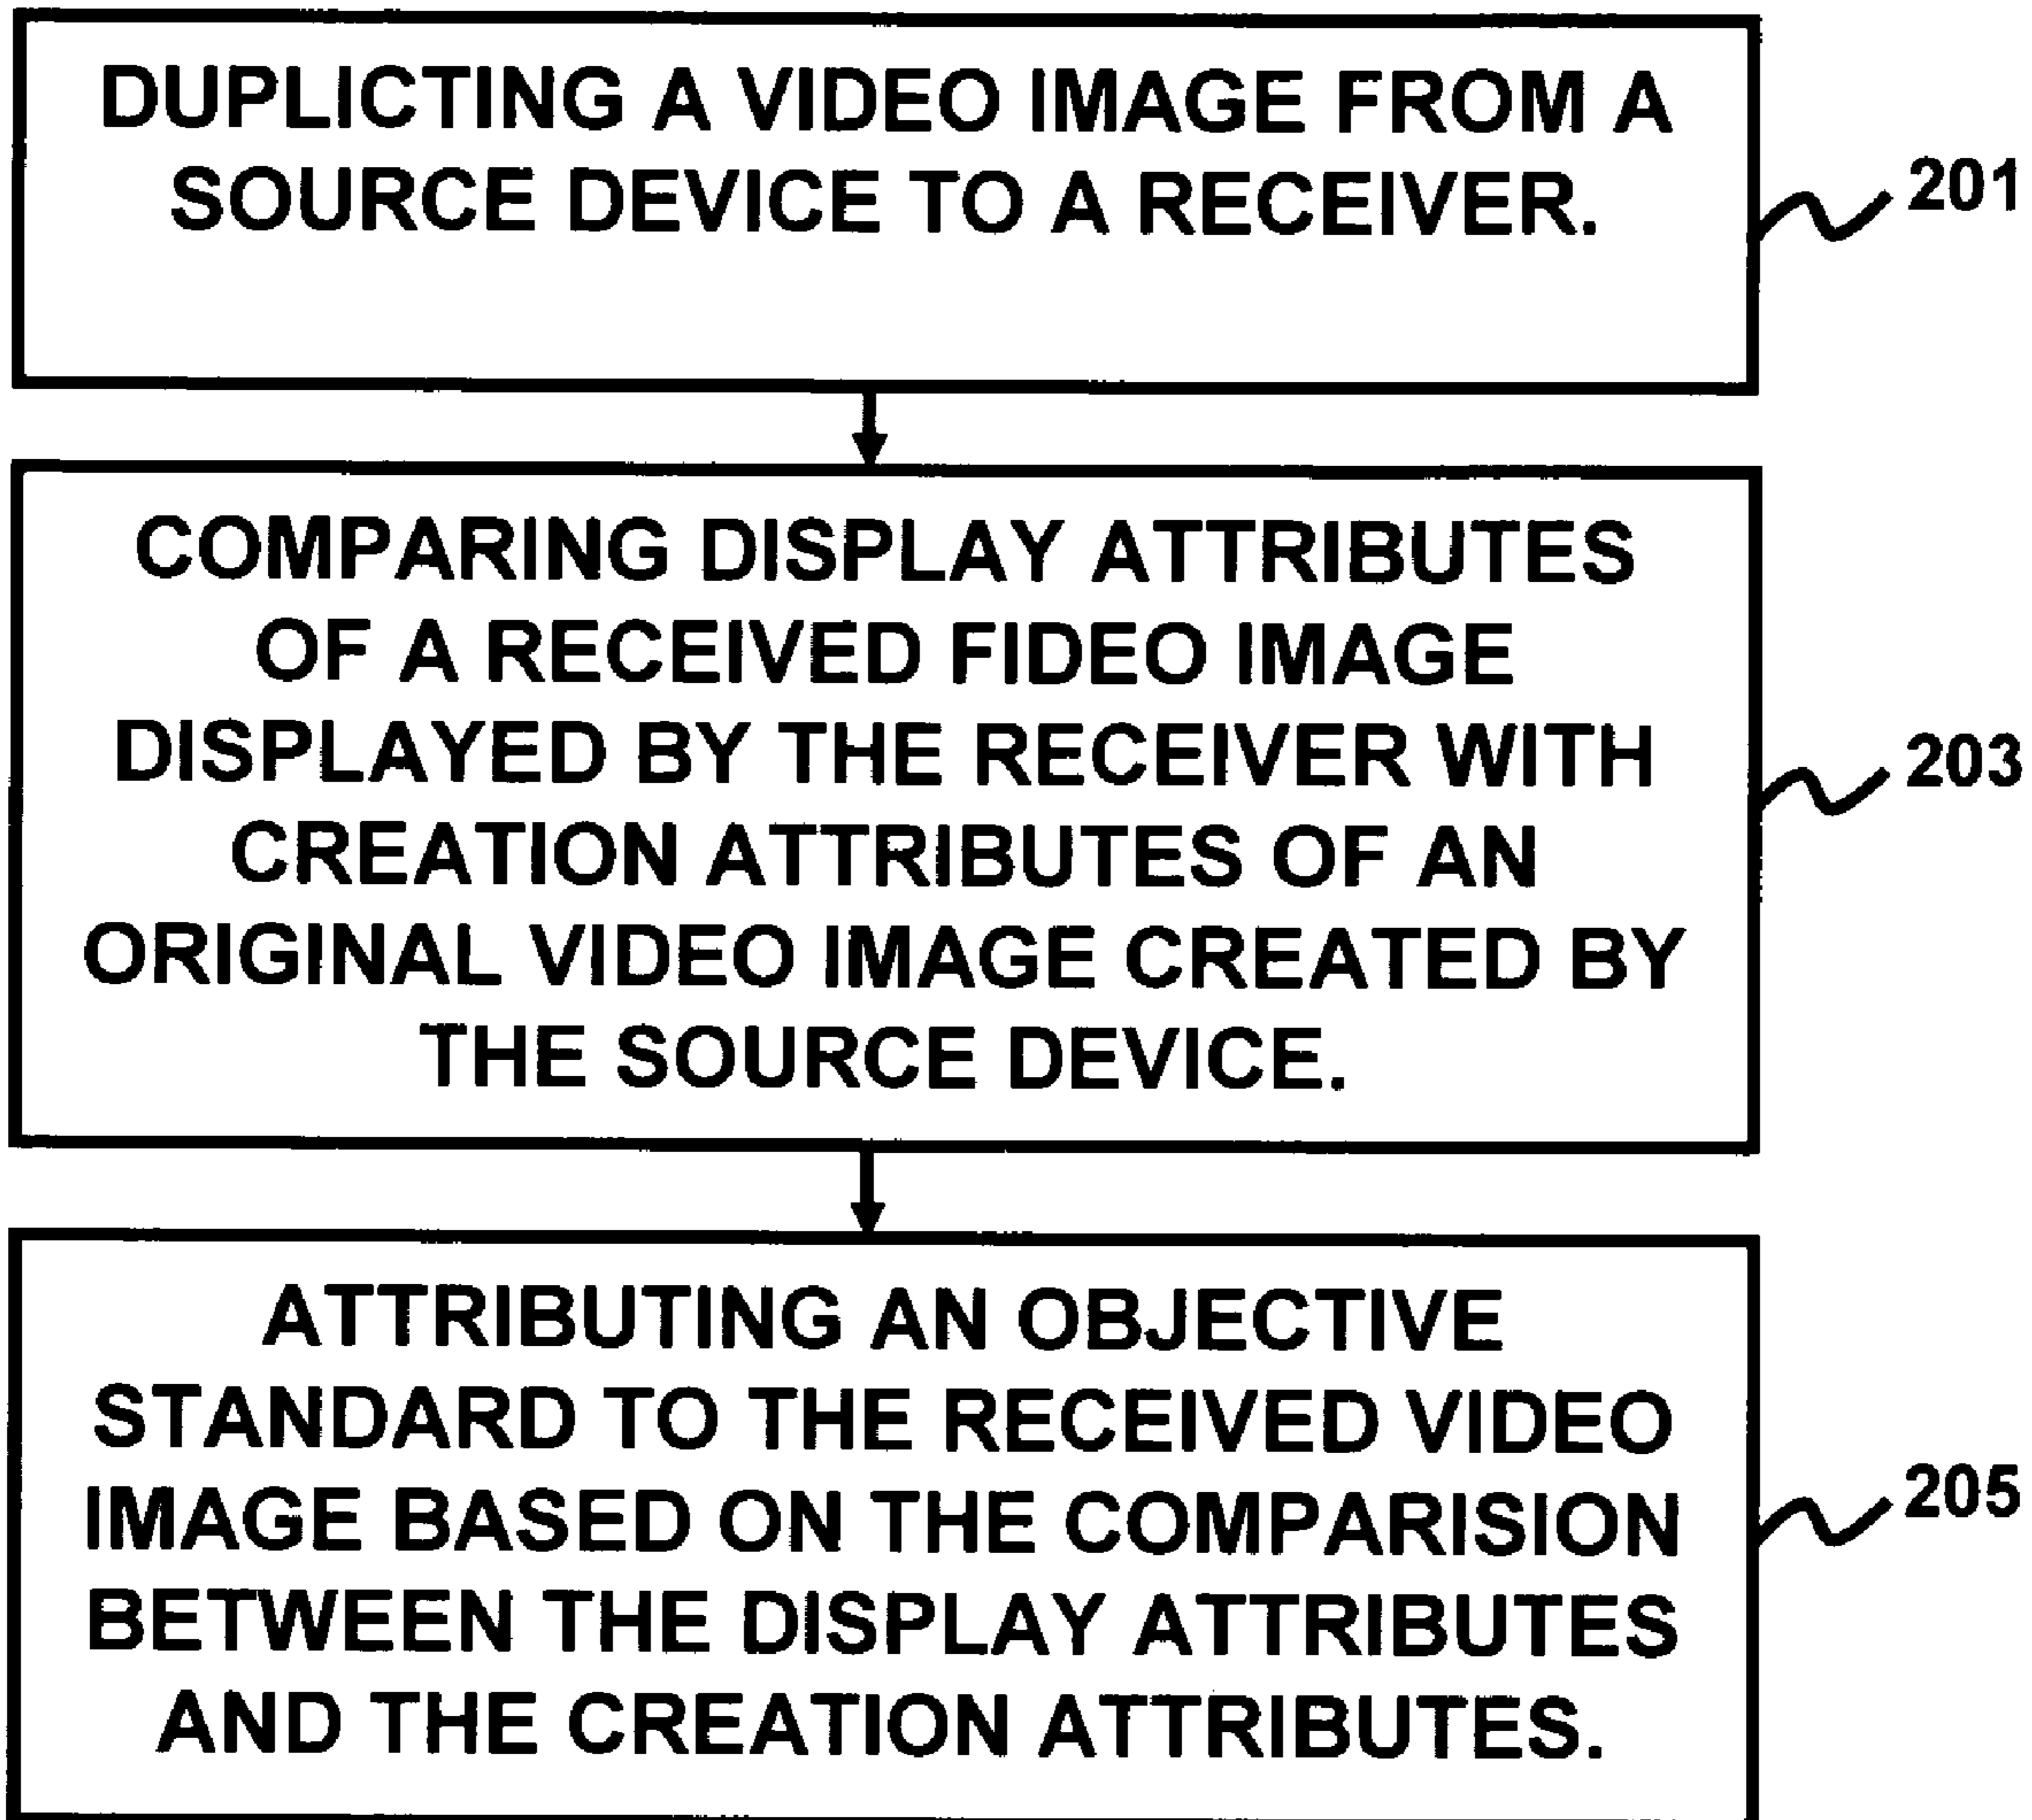 DUPLICTING A VIDEO IMAGE FROM A
SOURCE DEVICE TO A RECEIVER.
201
COMPARING DISPLAY ATTRIBUTES
OF A RECEIVED FIDEO IMAGE
DISPLAYED BY THE RECEIVER WITH
CREATION ATTRIBUTES OF AN
ORIGINAL VIDEO IMAGE CREATED BY
THE SOURCE DEVICE.
203
ATTRIBUTING AN OBJECTIVE
STANDARD TO THE RECEIVED VIDEO
IMAGE BASED ON THE COMPARISION
BETWEEN THE DISPLAY ATTRIBUTES
AND THE CREATION ATTRIBUTES.
205